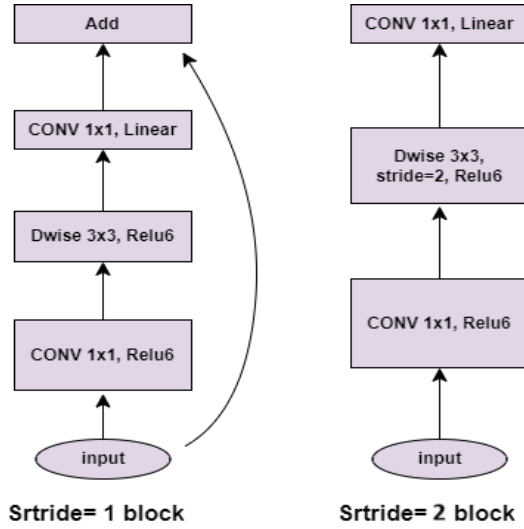 Add
CONV 1x1, Linear
Dwise 3x3, Relu6
CONV 1x1, Relu6
input
Srtride= 1 block
CONV 1x1, Linear
Dwise 3x3,
stride=2, Relu6
CONV 1x1, Relu6
input
Srtride= 2 block